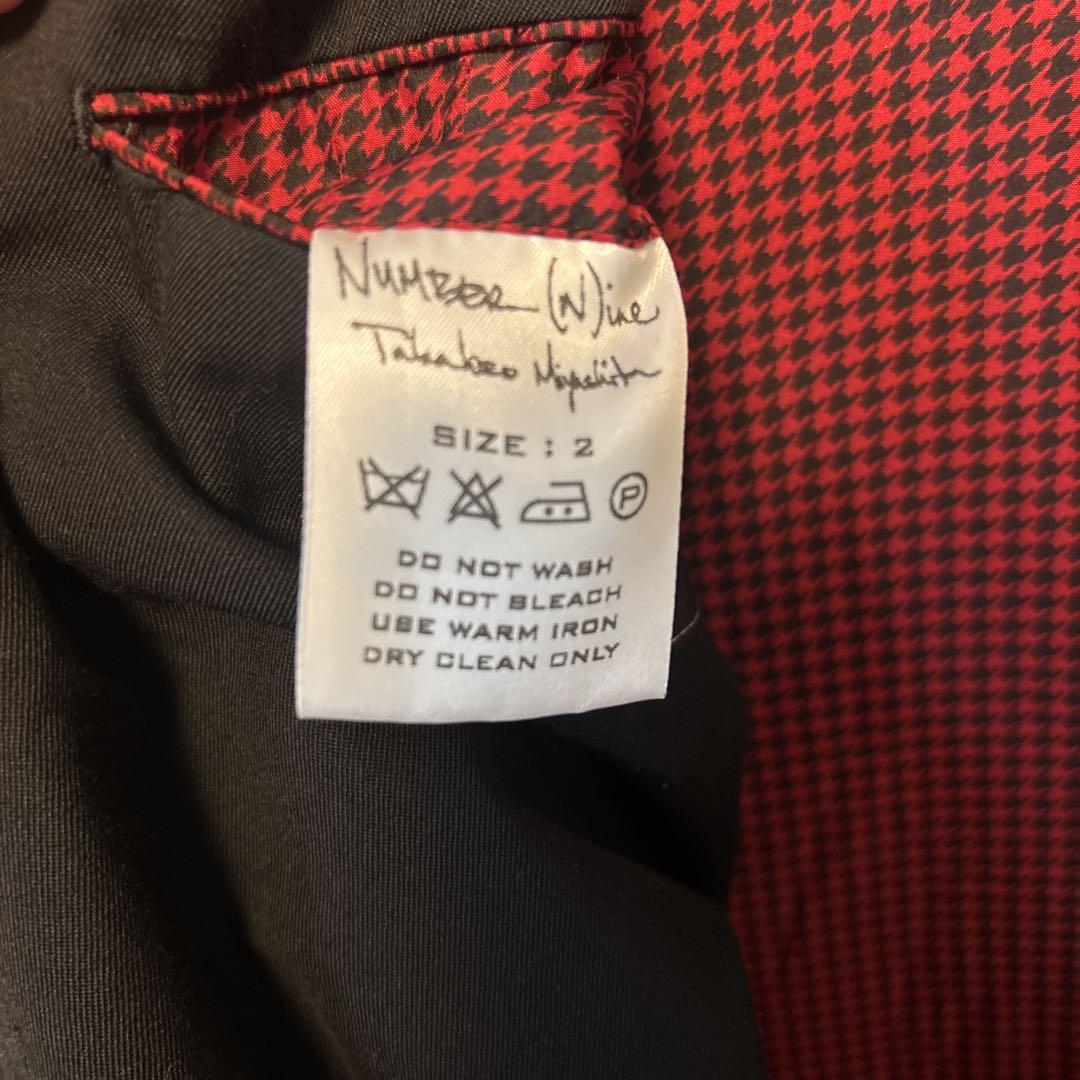 NUMBER (N)ine
Takahiro Miyashita
SIZE : 2
P
DO NOT WASH
DO NOT BLEACH
USE WARM IRON
DRY CLEAN ONLY